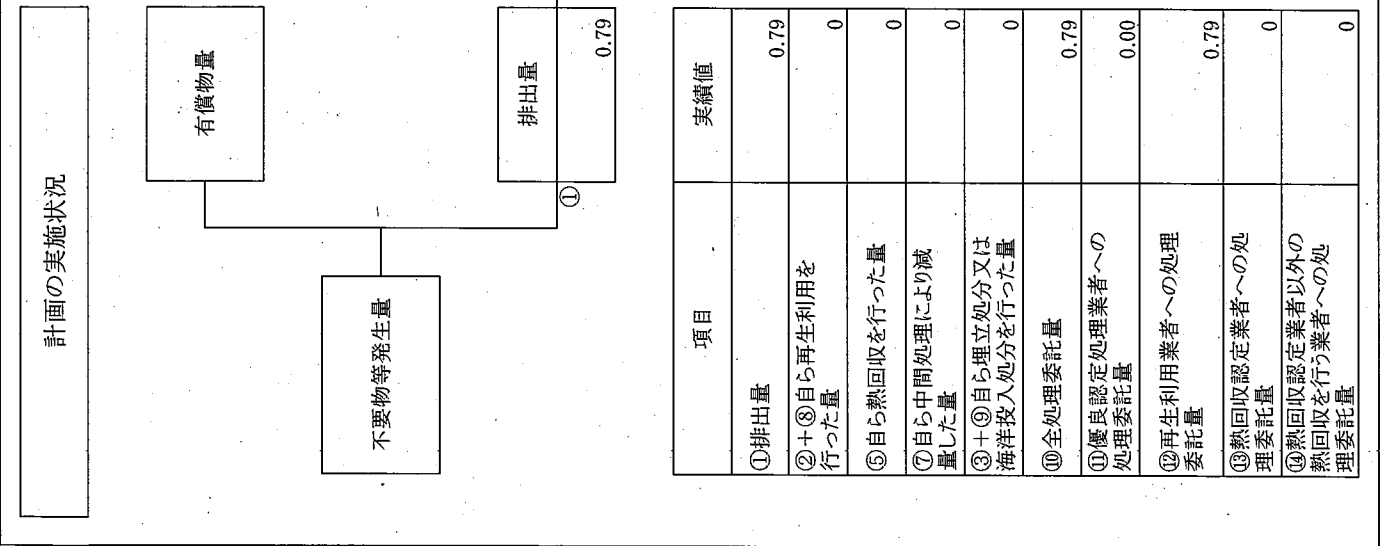 計画の実施状況
有償物量
不要物等発生量
排出量
①
0.79
項目
実績値
①排出量
0.79
②+⑧自ら再生利用を
行った量
0
⑤自ら熱回収を行った量
0
⑦自ら中間処理により減
量した量
0
③+⑨自ら埋立処分又は
海洋投入処分を行った量
0
⑩全処理委託量
0.79
⑪優良認定処理業者への
処理委託量
0.00
⑫再生利用業者への処理
委託量
0.79
⑬熱回収認定業者への処
理委託量
0
⑭熱回収認定業者以外の
熱回収を行う業者への処
理委託量
0